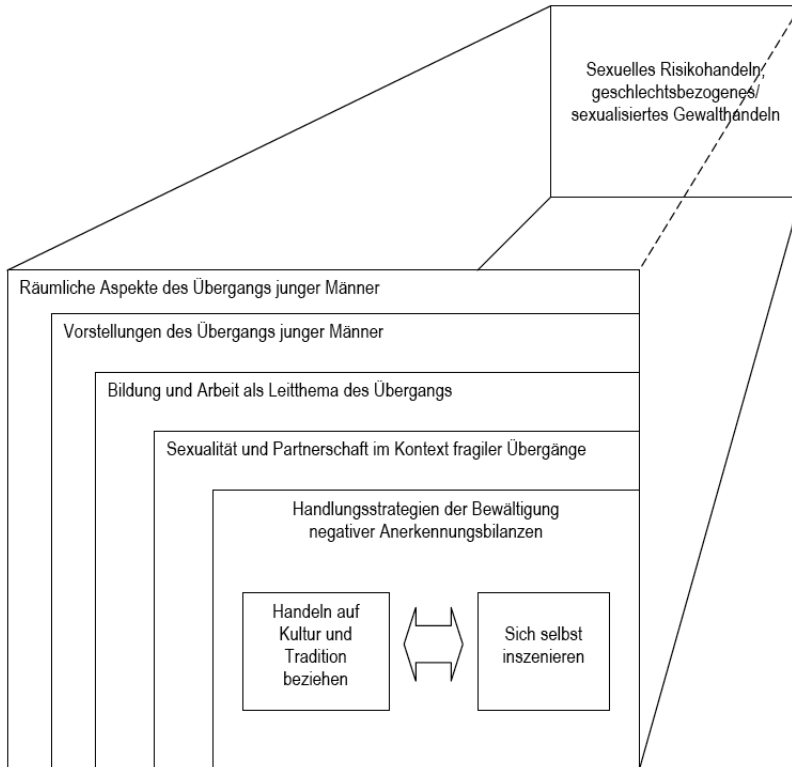 Sexuelles Risikohandeln,
geschlechtsbezogenes/
sexualisiertes Gewalthandeln
Räumliche Aspekte des Übergangs junger Männer
Vorstellungen des Übergangs junger Männer
Bildung und Arbeit als Leitthema des Übergangs
Sexualität und Partnerschaft im Kontext fragiler Übergänge
Handlungsstrategien der Bewältigung
negativer Anerkennungsbilanzen
Handeln auf
Kultur und
Tradition
beziehen
Sich selbst
inszenieren